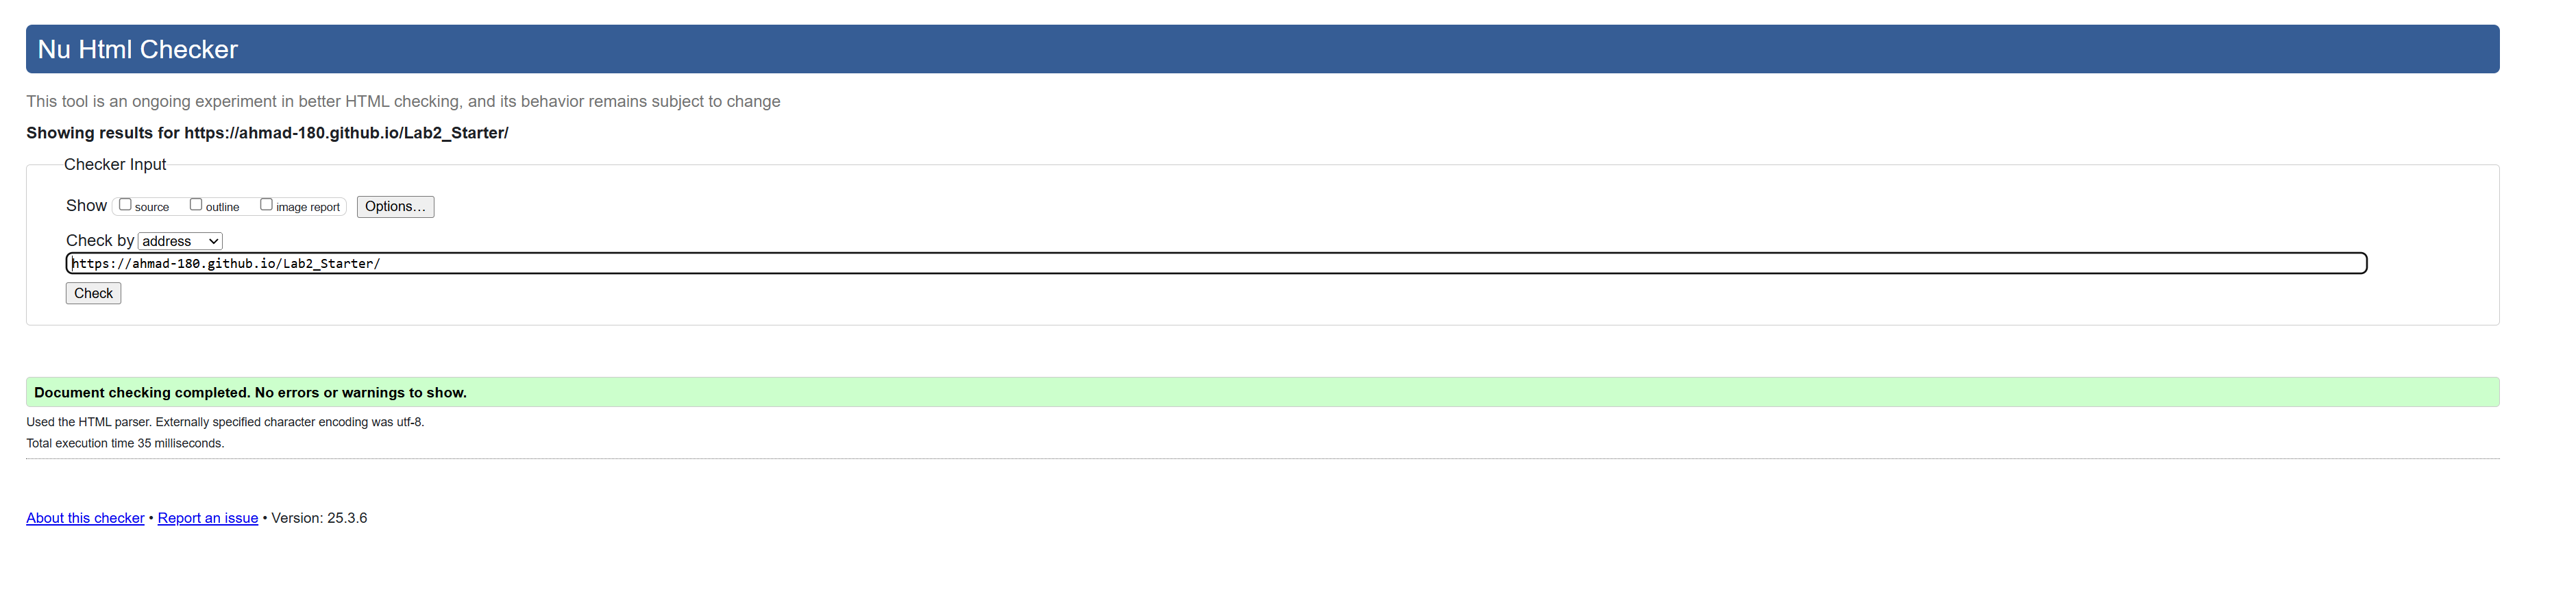 Nu Html Checker
This tool is an ongoing experiment in better HTML checking, and its behavior remains subject to change
Showing results for https://ahmad-180.github.io/Lab2_Starter/
Checker Input
Show source outline image report Options...
Check by address
https://ahmad-180.github.io/Lab2_Starter/
Check
Document checking completed. No errors or warnings to show.
Used the HTML parser. Externally specified character encoding was utf-8.
Total execution time 35 milliseconds.
About this checker • Report an issue • Version: 25.3.6